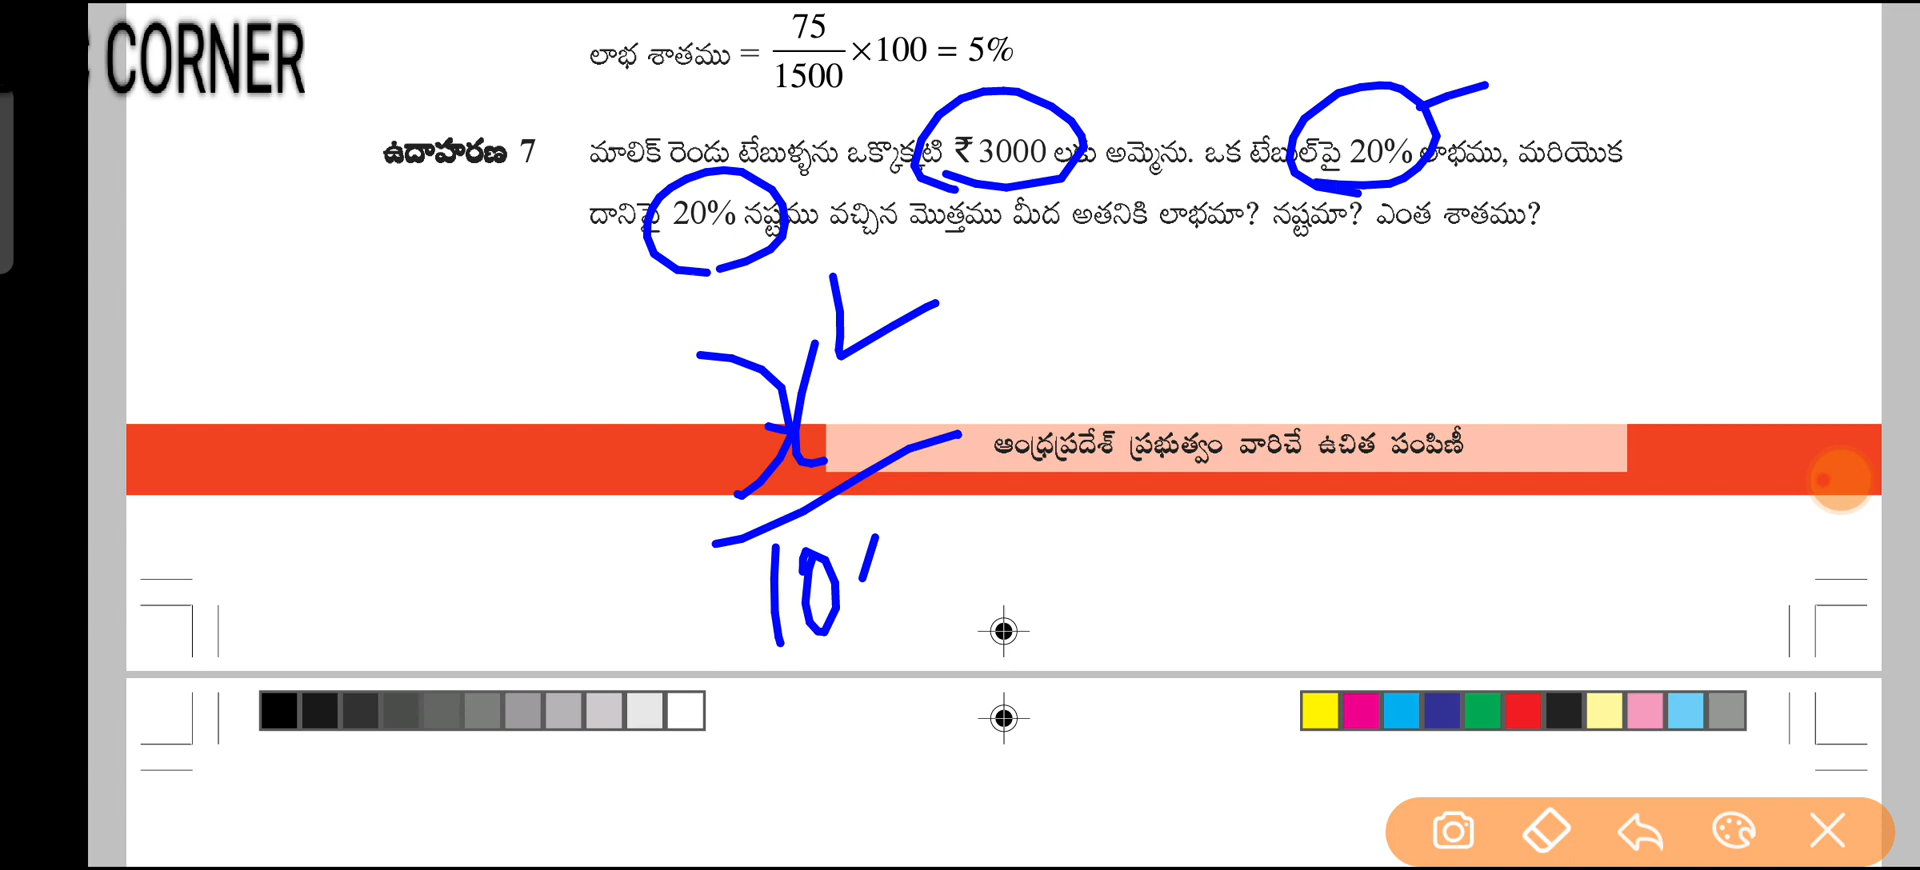 CORNER
లాభ శాతము = 75/1500 ×100 = 5%
ఉదాహరణ 7 మాలిక్ రెండు టేబుళ్ళను ఒక్కొక్కటి ₹ 3000 లకు అమ్మెను. ఒక టేబుల్‌పై 20% లాభము, మరియొక
దానిపై 20% నష్టము వచ్చిన మొత్తము మీద అతనికి లాభమా? నష్టమా? ఎంత శాతము?
x²
ఆంధ్రప్రదేశ్ ప్రభుత్వం వారిచే ఉచిత పంపిణీ
10